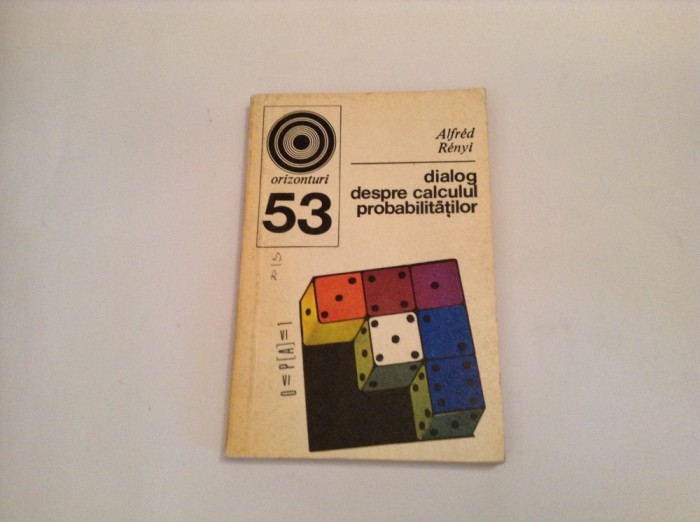 orizonturi
53
Alfréd
Rényi
dialog
despre calculul
probabilităţilor
0 ≤ P[A] ≤ 1